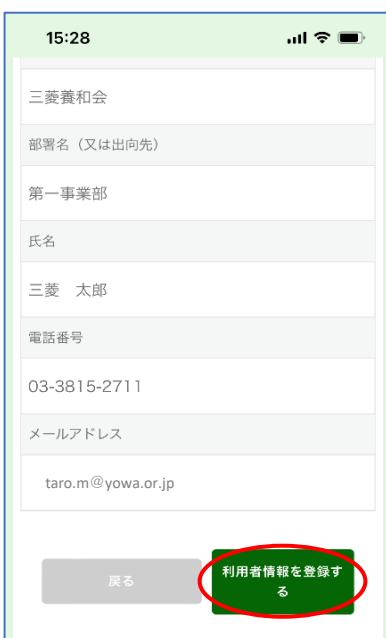 15:28
三菱養和会
部署名（又は出向先）
第一事業部
氏名
三菱　太郎
電話番号
03-3815-2711
メールアドレス
taro.m@yowa.or.jp
戻る
利用者情報を登録す
る